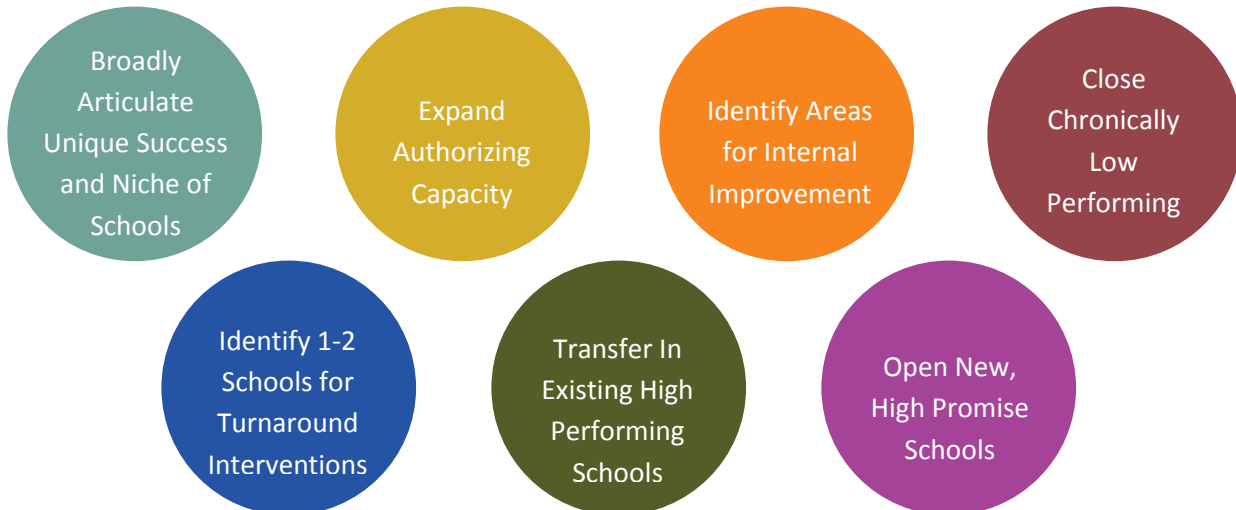 Broadly
Articulate
Unique Success
and Niche of
Schools
Expand
Authorizing
Capacity
Identify Areas
for Internal
Improvement
Close
Chronically
Low
Performing
Identify 1-2
Schools for
Turnaround
Interventions
Transfer In
Existing High
Performing
Schools
Open New,
High Promise
Schools